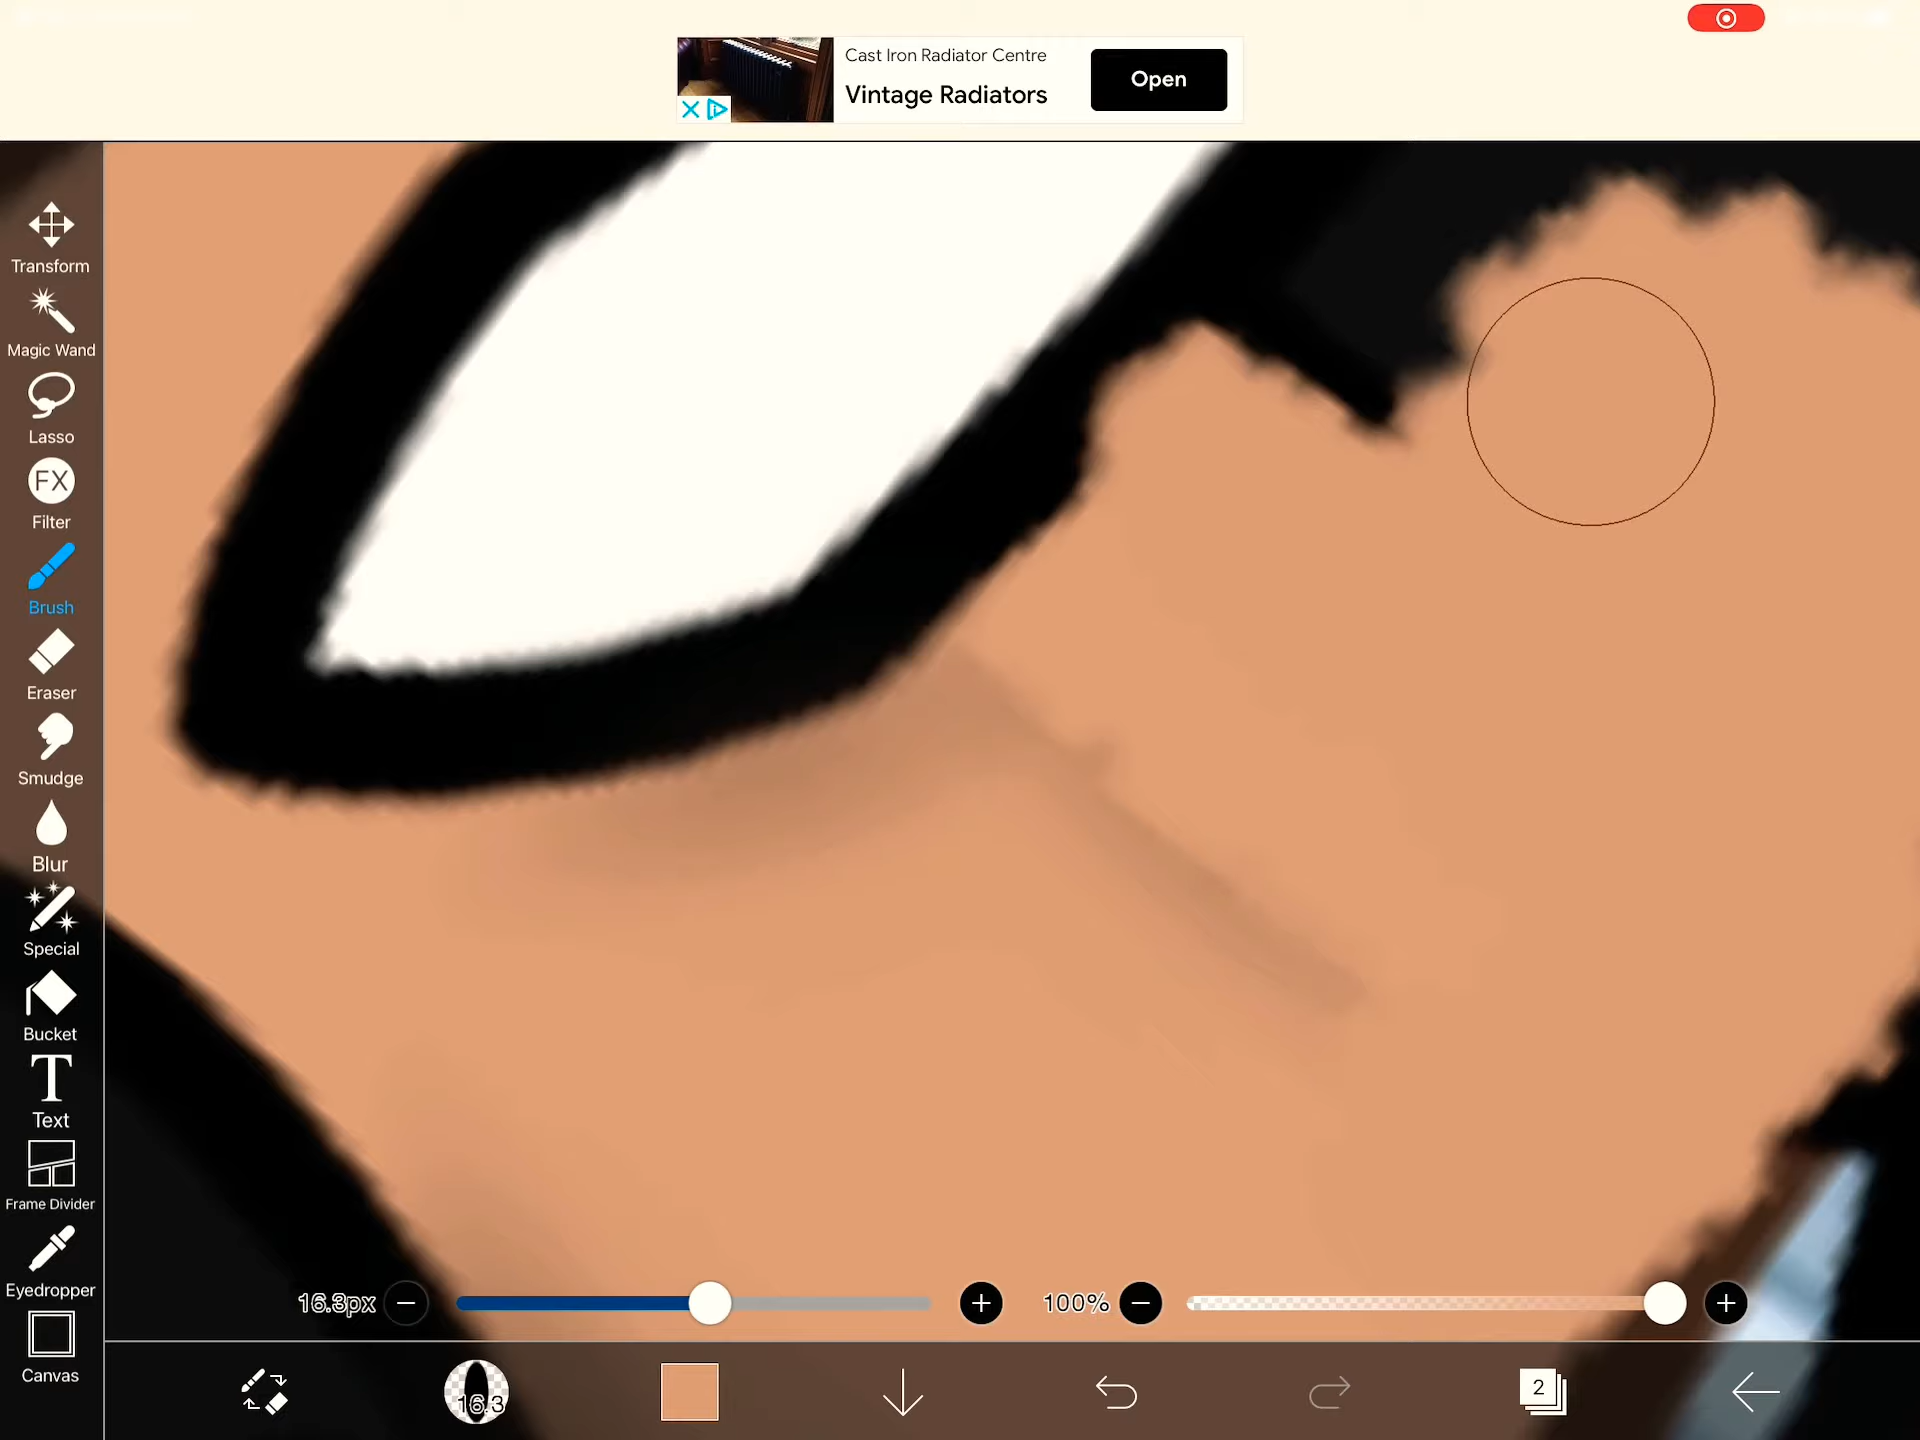 Cast Iron Radiator Centre
Vintage Radiators
Open
Transform
Magic Wand
Lasso
FX
Filter
Brush
Eraser
Smudge
Blur
Special
Bucket
T
Text
Frame Divider
Eyedropper
Canvas
16.3px
100%
16.3
2